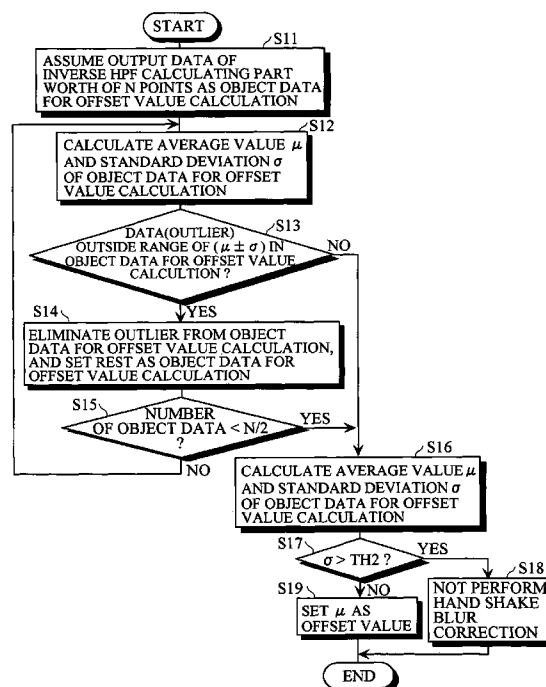 START
S11
ASSUME OUTPUT DATA OF
INVERSE HPF CALCULATING PART
WORTH OF N POINTS AS OBJECT DATA
FOR OFFSET VALUE CALCULATION
S12
CALCULATE AVERAGE VALUE μ
AND STANDARD DEVIATION σ
OF OBJECT DATA FOR OFFSET
VALUE CALCULATION
S13
DATA(OUTLIER)
OUTSIDE RANGE OF (μ ± σ) IN
OBJECT DATA FOR OFFSET VALUE
CALCULTION ?
NO
YES
S14
ELIMINATE OUTLIER FROM OBJECT
DATA FOR OFFSET VALUE CALCULATION,
AND SET REST AS OBJECT DATA FOR
OFFSET VALUE CALCULATION
S15
NUMBER
OF OBJECT DATA < N/2
?
YES
NO
S16
CALCULATE AVERAGE VALUE μ
AND STANDARD DEVIATION σ
OF OBJECT DATA FOR OFFSET
VALUE CALCULATION
S17
σ > TH2 ?
YES
NO
S18
NOT PERFORM
HAND SHAKE
BLUR
CORRECTION
S19
SET μ AS
OFFSET VALUE
END